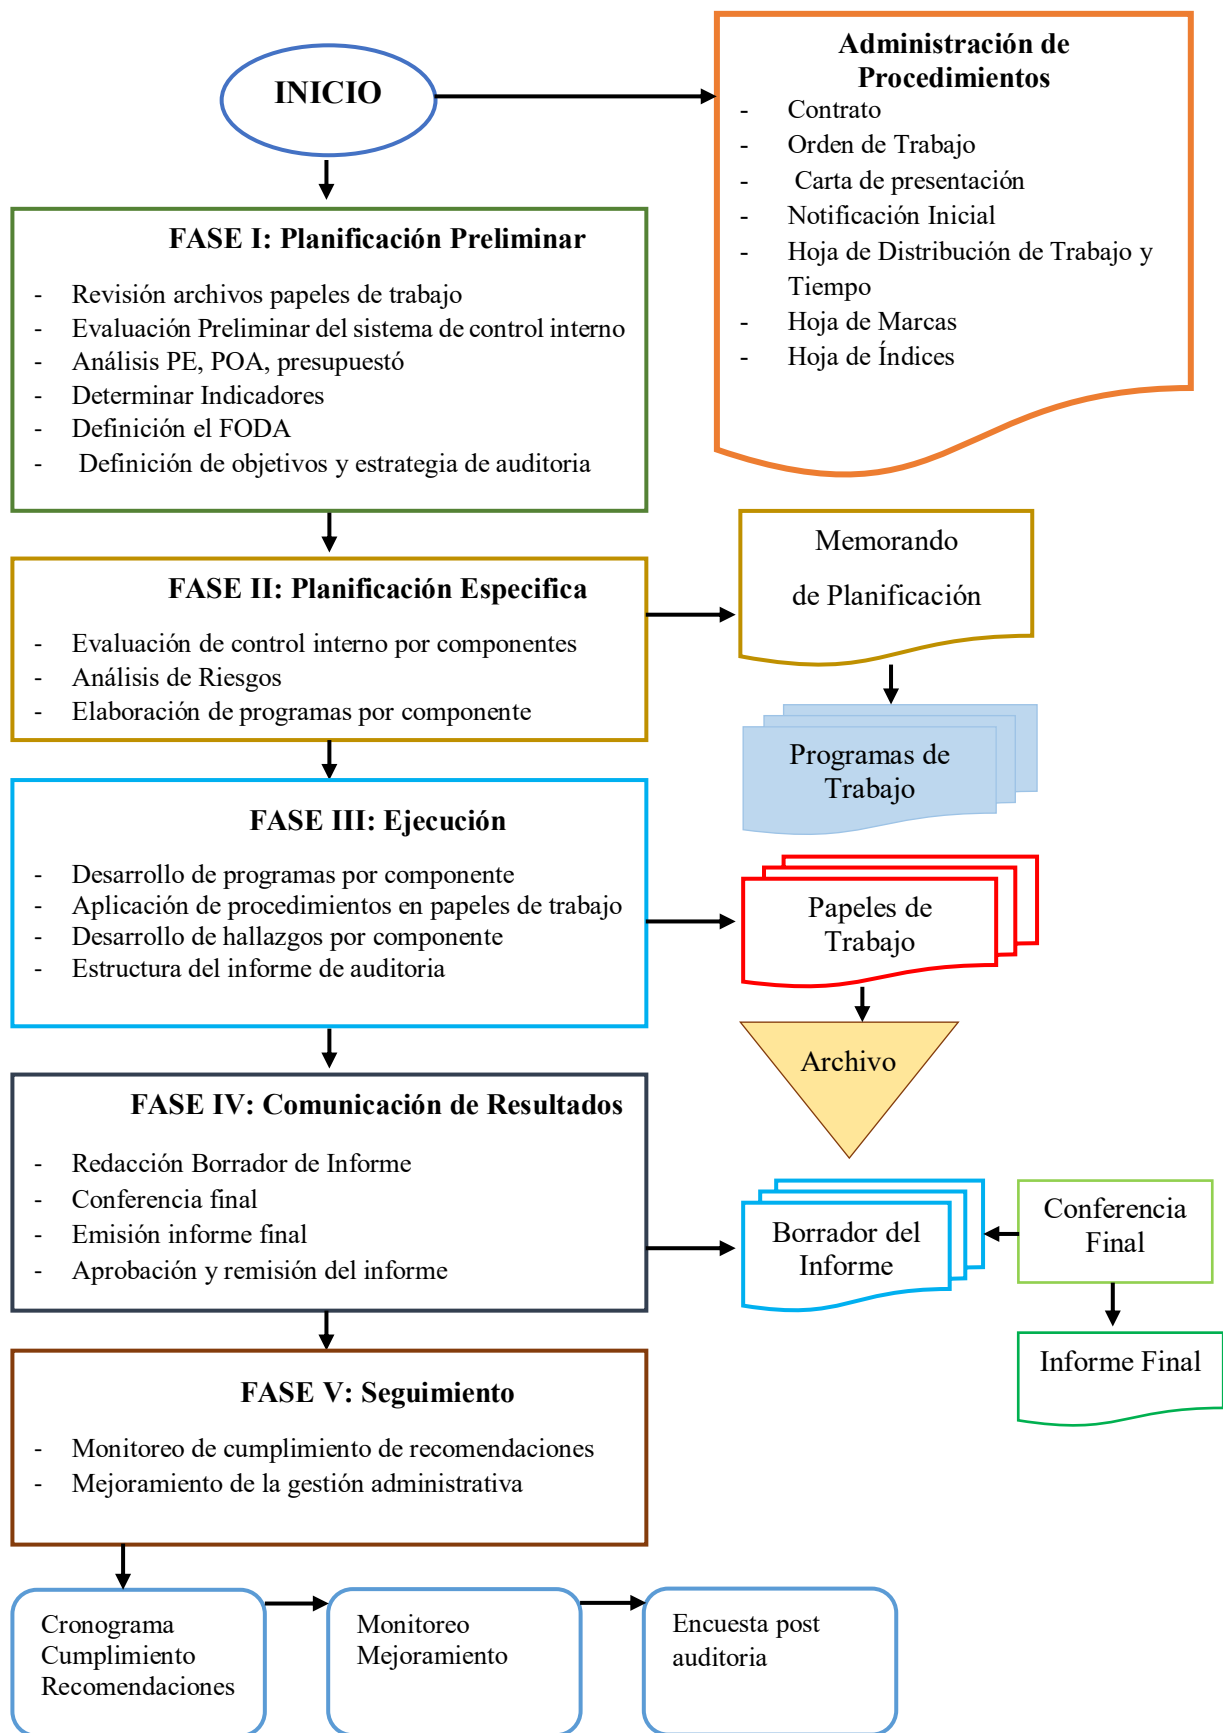 INICIO
Administración de
Procedimientos
- Contrato
- Orden de Trabajo
- Carta de presentación
- Notificación Inicial
- Hoja de Distribución de Trabajo y
Tiempo
- Hoja de Marcas
- Hoja de Índices
FASE I: Planificación Preliminar
- Revisión archivos papeles de trabajo
- Evaluación Preliminar del sistema de control interno
- Análisis PE, POA, presupuestó
- Determinar Indicadores
- Definición el FODA
- Definición de objetivos y estrategia de auditoria
FASE II: Planificación Especifica
- Evaluación de control interno por componentes
- Análisis de Riesgos
- Elaboración de programas por componente
Memorando
de Planificación
Programas de
Trabajo
FASE III: Ejecución
- Desarrollo de programas por componente
- Aplicación de procedimientos en papeles de trabajo
- Desarrollo de hallazgos por componente
- Estructura del informe de auditoria
Papeles de
Trabajo
Archivo
FASE IV: Comunicación de Resultados
- Redacción Borrador de Informe
- Conferencia final
- Emisión informe final
- Aprobación y remisión del informe
Borrador del
Informe
Conferencia
Final
Informe Final
FASE V: Seguimiento
- Monitoreo de cumplimiento de recomendaciones
- Mejoramiento de la gestión administrativa
Cronograma
Cumplimiento
Recomendaciones
Monitoreo
Mejoramiento
Encuesta post
auditoria